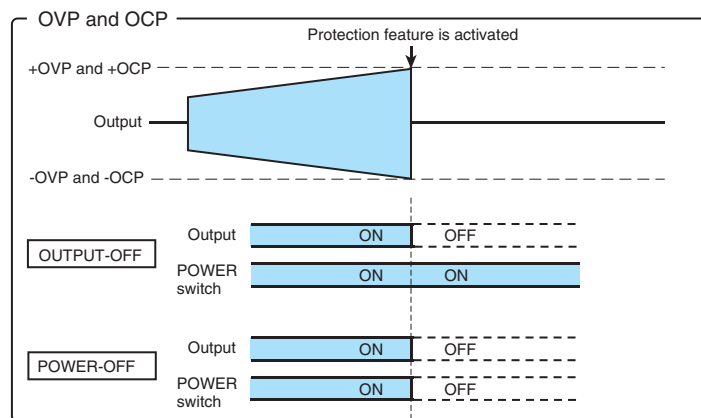 OVP and OCP
Protection feature is activated
+OVP and +OCP
Output
-OVP and -OCP
Output ON OFF
OUTPUT-OFF
POWER switch ON ON
Output ON OFF
POWER-OFF
POWER switch ON OFF